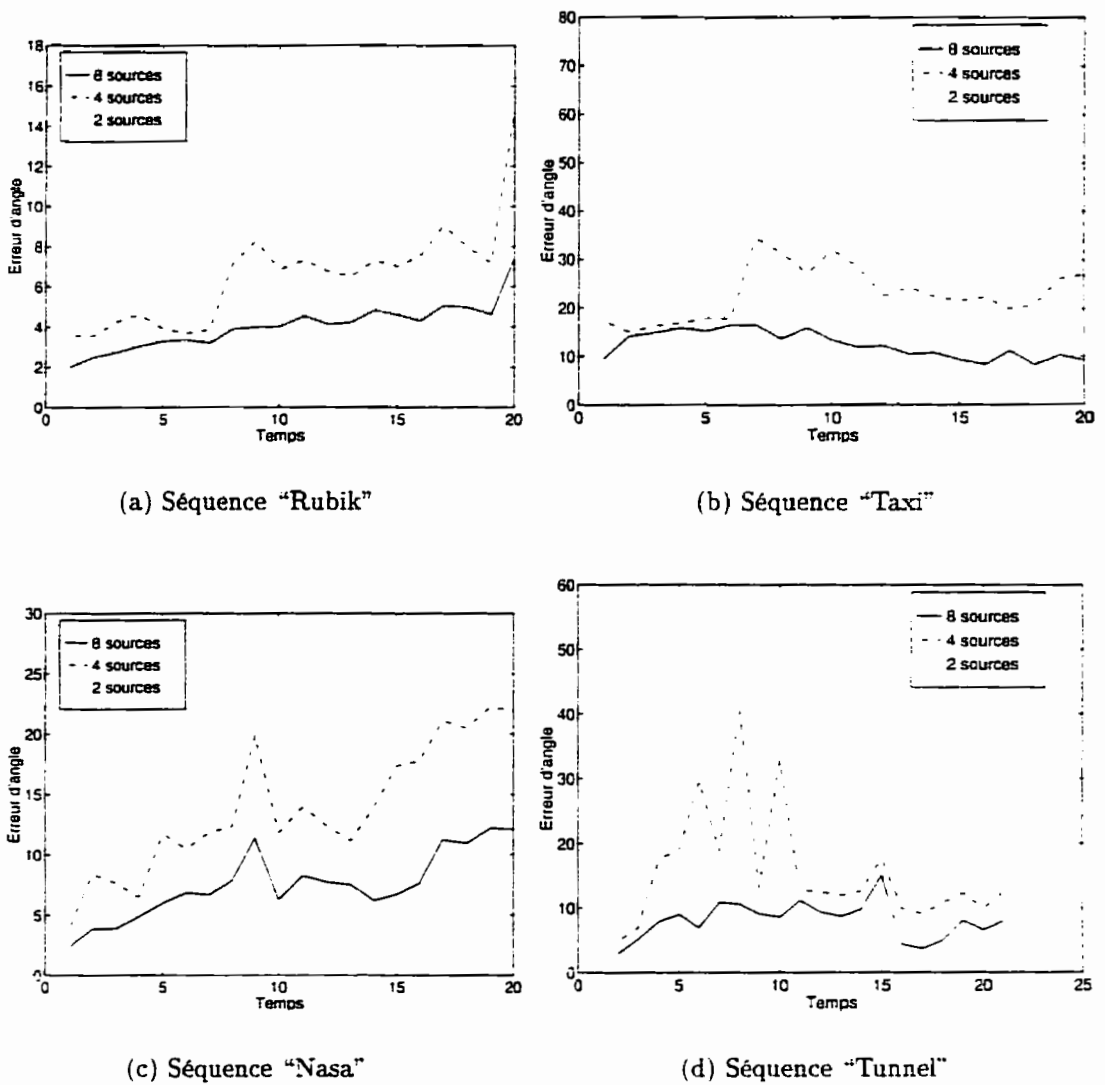 18
16
14
12
10
8
6
4
2
0
0
5
10
15
20
Erreur d'angle
Temps
8 sources
4 sources
2 sources
(a) Séquence "Rubik"
80
70
60
50
40
30
20
10
0
0
5
10
15
20
Erreur d'angle
Temps
8 sources
4 sources
2 sources
(b) Séquence "Taxi"
30
25
20
15
10
5
0
0
5
10
15
20
Erreur d'angle
Temps
8 sources
4 sources
2 sources
(c) Séquence "Nasa"
60
50
40
30
20
10
0
0
5
10
15
20
25
Erreur d'angle
Temps
8 sources
4 sources
2 sources
(d) Séquence "Tunnel"